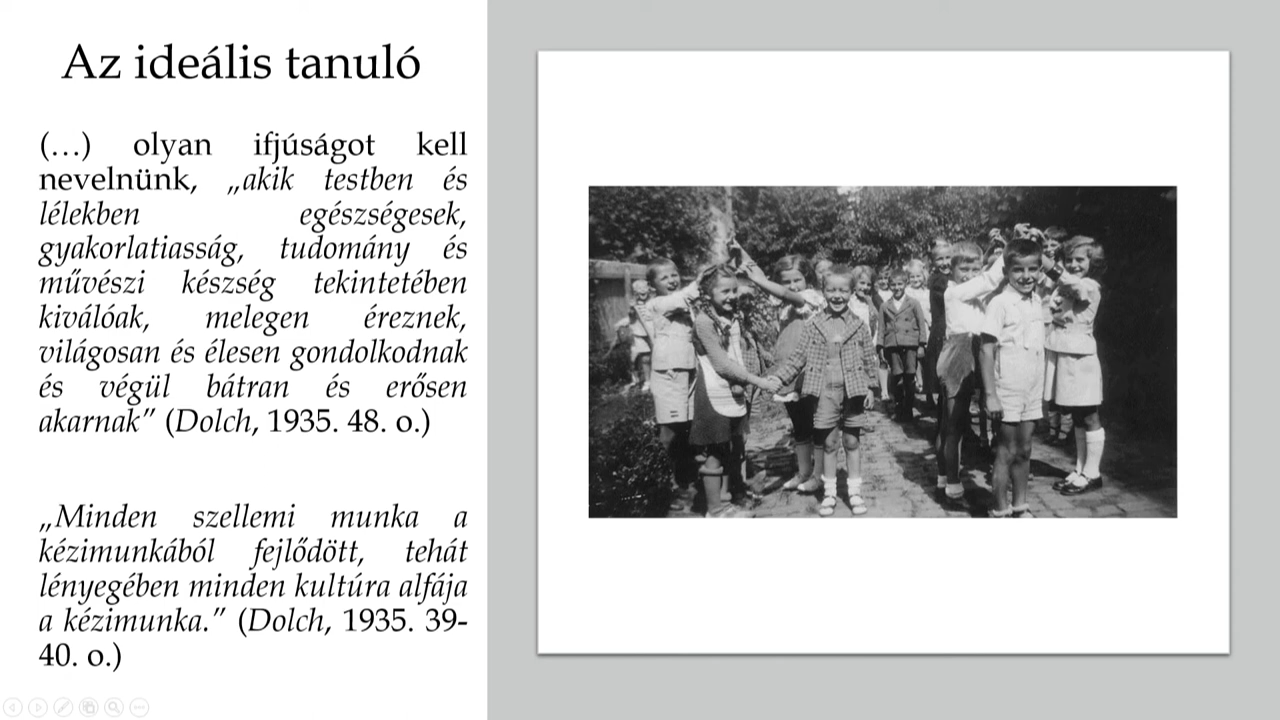 Az ideális tanuló
(…) olyan ifjúságot kell
nevelnünk, „akik testben és
lélekben egészségesek,
gyakorlatiasság, tudomány és
művészi készség tekintetében
kiválóak, melegen éreznek,
világosan és élesen gondolkodnak
és végül bátran és erősen
akarnak” (Dolch, 1935. 48. o.)
„Minden szellemi munka a
kézimunkából fejlődött, tehát
lényegében minden kultúra alfája
a kézimunka.” (Dolch, 1935. 39-
40. o.)